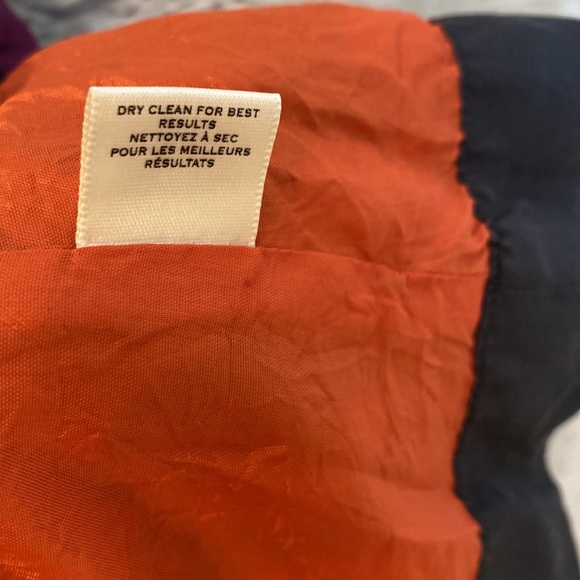 DRY CLEAN FOR BEST
RESULTS
NETTOYEZ À SEC
POUR LES MEILLEURS
RÉSULTATS